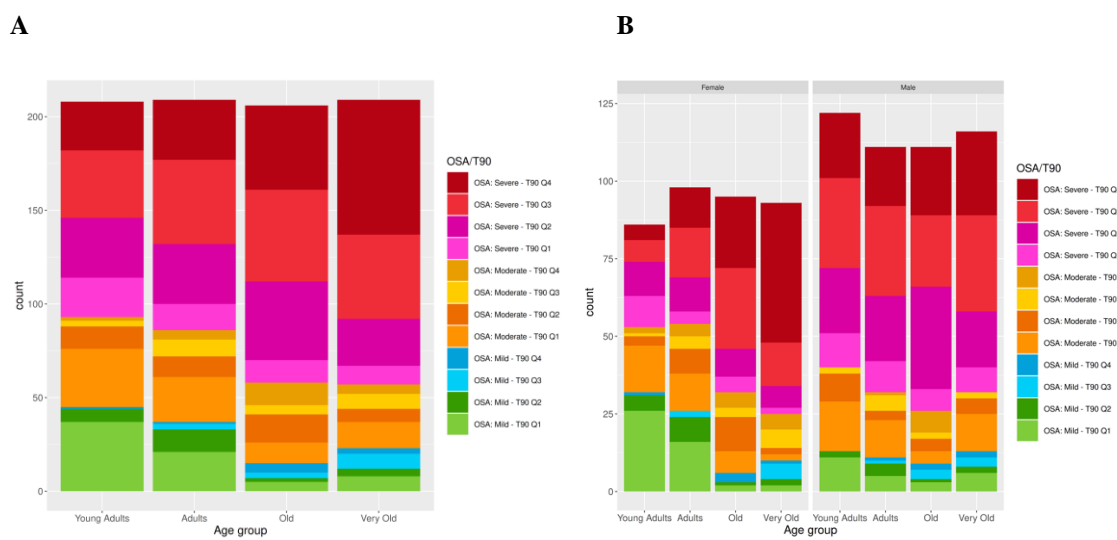 A
B
200
150
100
50
0
count
Young Adults Adults Old Very Old
Age group
OSA/T90
OSA: Severe - T90 Q4
OSA: Severe - T90 Q3
OSA: Severe - T90 Q2
OSA: Severe - T90 Q1
OSA: Moderate - T90 Q4
OSA: Moderate - T90 Q3
OSA: Moderate - T90 Q2
OSA: Moderate - T90 Q1
OSA: Mild - T90 Q4
OSA: Mild - T90 Q3
OSA: Mild - T90 Q2
OSA: Mild - T90 Q1
Female Male
125
100
75
50
25
0
count
Young Adults Adults Old Very Old Young Adults Adults Old Very Old
Age group
OSA/T90
OSA: Severe - T90 Q
OSA: Severe - T90 Q
OSA: Severe - T90 Q
OSA: Severe - T90 Q
OSA: Moderate - T90
OSA: Moderate - T90
OSA: Moderate - T90
OSA: Moderate - T90
OSA: Mild - T90 Q4
OSA: Mild - T90 Q3
OSA: Mild - T90 Q2
OSA: Mild - T90 Q1